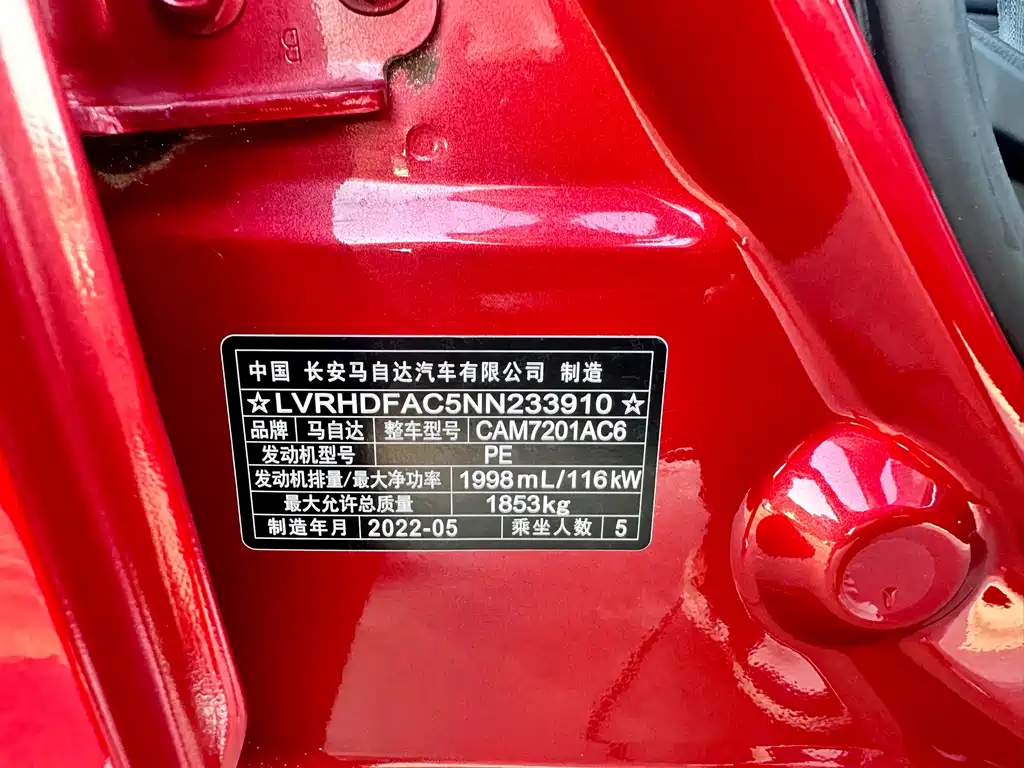 B
中国 长安马自达汽车有限公司 制造
☆LVRHDFAC5NN233910☆
品牌 马自达 整车型号 CAM7201AC6
发动机型号 PE
发动机排量/最大净功率 1998mL/116kW
最大允许总质量 1853kg
制造年月 2022-05 乘坐人数 5